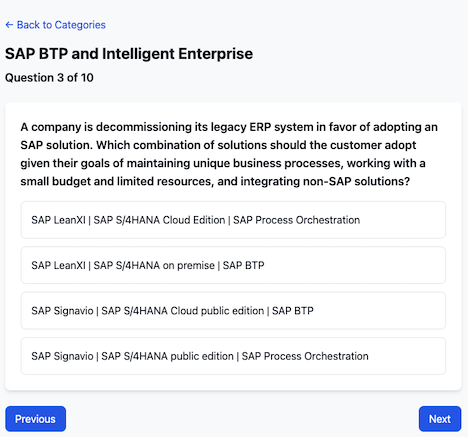 ← Back to Categories
SAP BTP and Intelligent Enterprise
Question 3 of 10
A company is decommissioning its legacy ERP system in favor of adopting an
SAP solution. Which combination of solutions should the customer adopt
given their goals of maintaining unique business processes, working with a
small budget and limited resources, and integrating non-SAP solutions?
SAP LeanXI | SAP S/4HANA Cloud Edition | SAP Process Orchestration
SAP LeanXI | SAP S/4HANA on premise | SAP BTP
SAP Signavio | SAP S/4HANA Cloud public edition | SAP BTP
SAP Signavio | SAP S/4HANA public edition | SAP Process Orchestration
Previous
Next